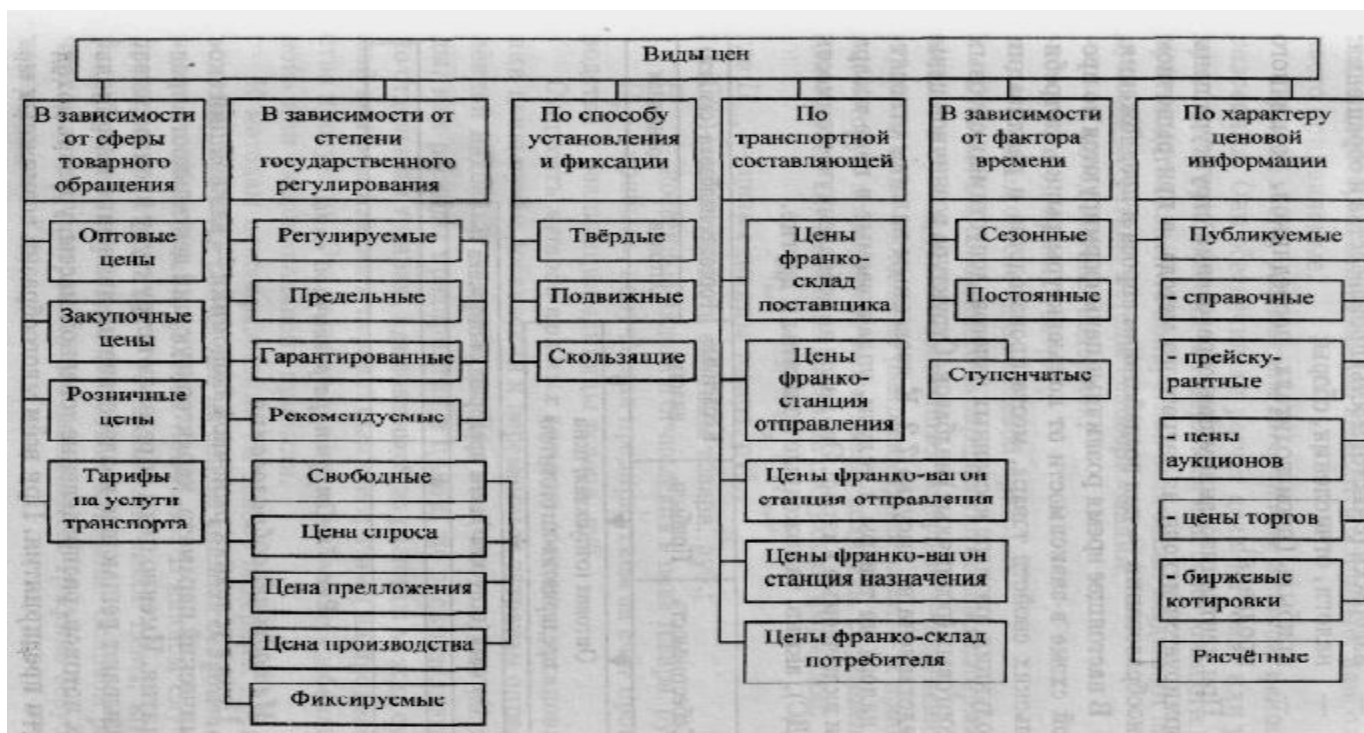 Виды цен
В зависимости
от сферы
товарного
обращения
Оптовые
цены
Закупочные
цены
Розничные
цены
Тарифы
на услуги
транспорта
В зависимости от
степени
государственного
регулирования
Регулируемые
Предельные
Гарантированные
Рекомендуемые
Свободные
Цена спроса
Цена предложения
Цена производства
Фиксируемые
По способу
установления
и фиксации
Твёрдые
Подвижные
Скользящие
По
транспортной
составляющей
Цены
франко-
склад
поставщика
Цены
франко-
станция
отправления
Цены франко-вагон
станция отправления
Цены франко-вагон
станция назначения
Цены франко-склад
потребителя
В зависимости
от фактора
времени
Сезонные
Постоянные
Ступенчатые
По характеру
ценовой
информации
Публикуемые
- справочные
- прейску-
рантные
- цены
аукционов
- цены торгов
- биржевые
котировки
Расчётные